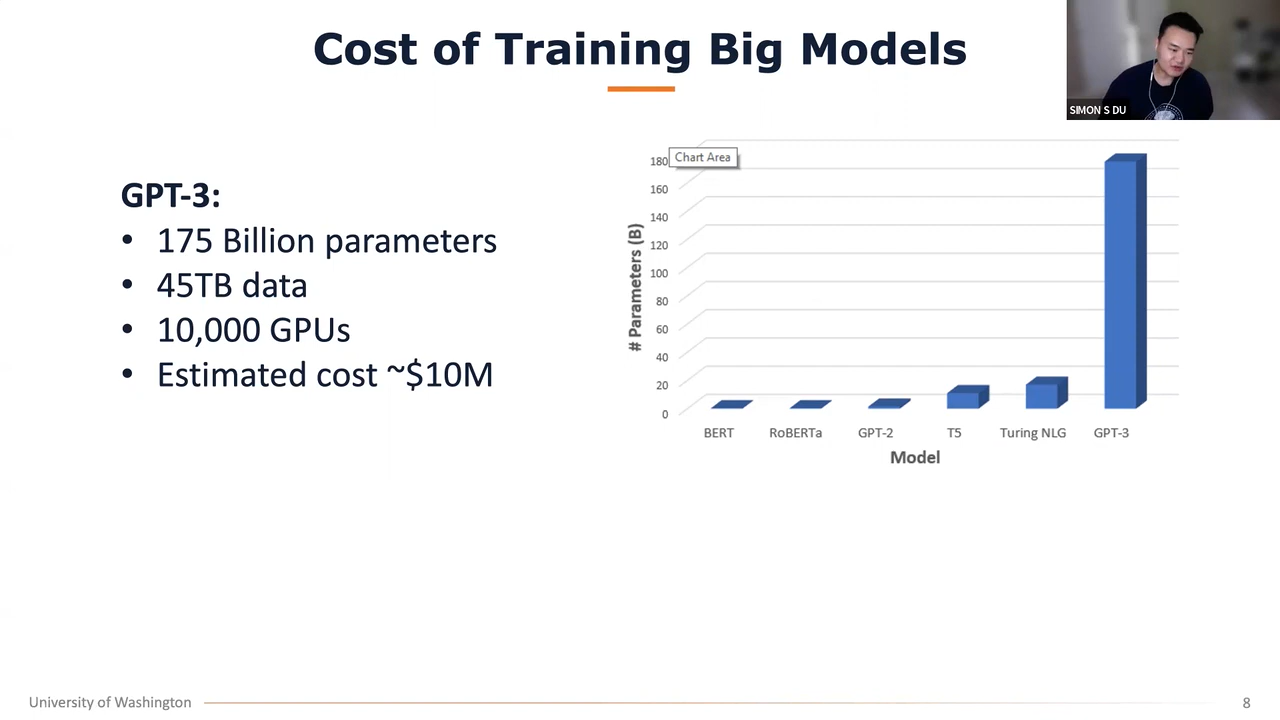 Cost of Training Big Models
SIMON S DU
GPT-3:
• 175 Billion parameters
• 45TB data
• 10,000 GPUs
• Estimated cost ~$10M
Chart Area
# Parameters (B)
180
160
140
120
100
80
60
40
20
0
BERT RoBERTa GPT-2 T5 Turing NLG GPT-3
Model
University of Washington
8